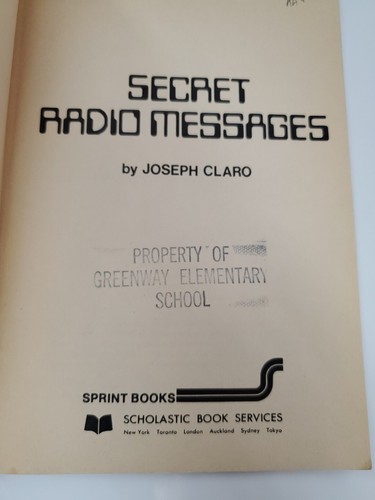 SECRET
RADIO MESSAGES
by JOSEPH CLARO
PROPERTY OF
GREENWAY ELEMENTARY
SCHOOL
SPRINT BOOKS
SCHOLASTIC BOOK SERVICES
New York Toronto London Auckland Sydney Tokyo